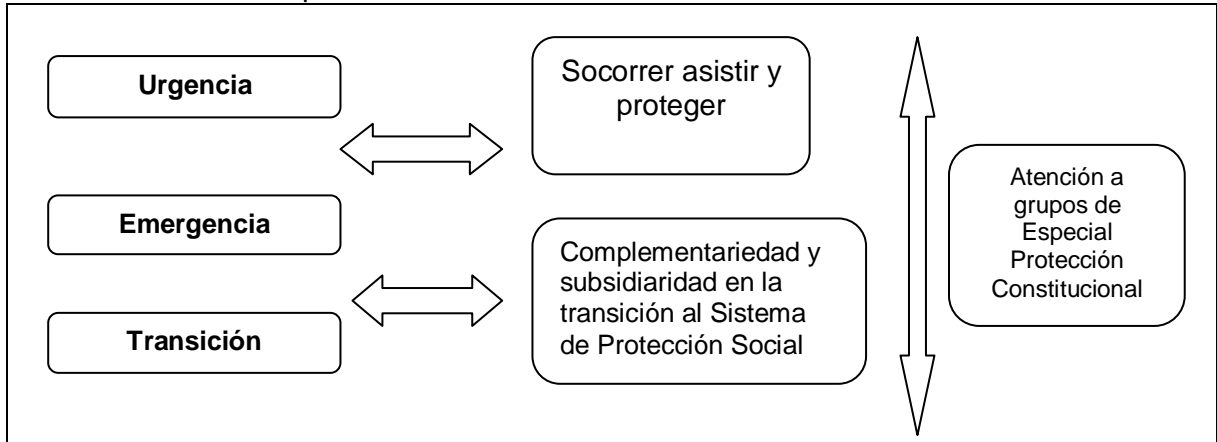 Urgencia
Emergencia
Transición
Socorrer asistir y
proteger
Complementariedad y
subsidiaridad en la
transición al Sistema
de Protección Social
Atención a
grupos de
Especial
Protección
Constitucional